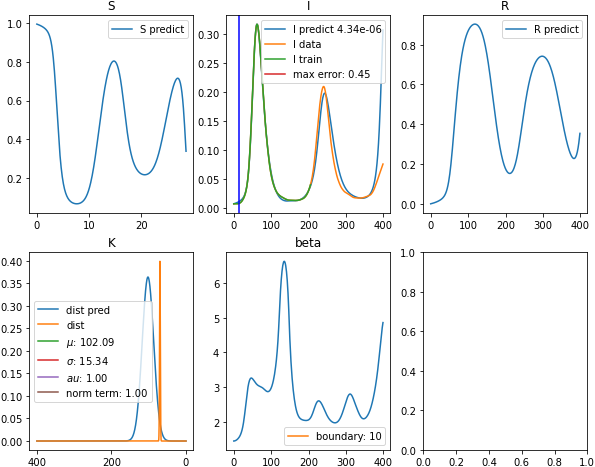 S
I
R
S predict
I predict 4.34e-06
I data
I train
max error: 0.45
R predict
1.0
0.8
0.6
0.4
0.2
0 10 20
0.30
0.25
0.20
0.15
0.10
0.05
0.00
0 100 200 300 400
0.8
0.6
0.4
0.2
0.0
0 100 200 300 400
K
beta
dist pred
dist
μ: 102.09
σ: 15.34
au: 1.00
norm term: 1.00
boundary: 10
0.40
0.35
0.30
0.25
0.20
0.15
0.10
0.05
0.00
400 200 0
6
5
4
3
2
0 100 200 300 400
1.0
0.8
0.6
0.4
0.2
0.0
0.0 0.2 0.4 0.6 0.8 1.0